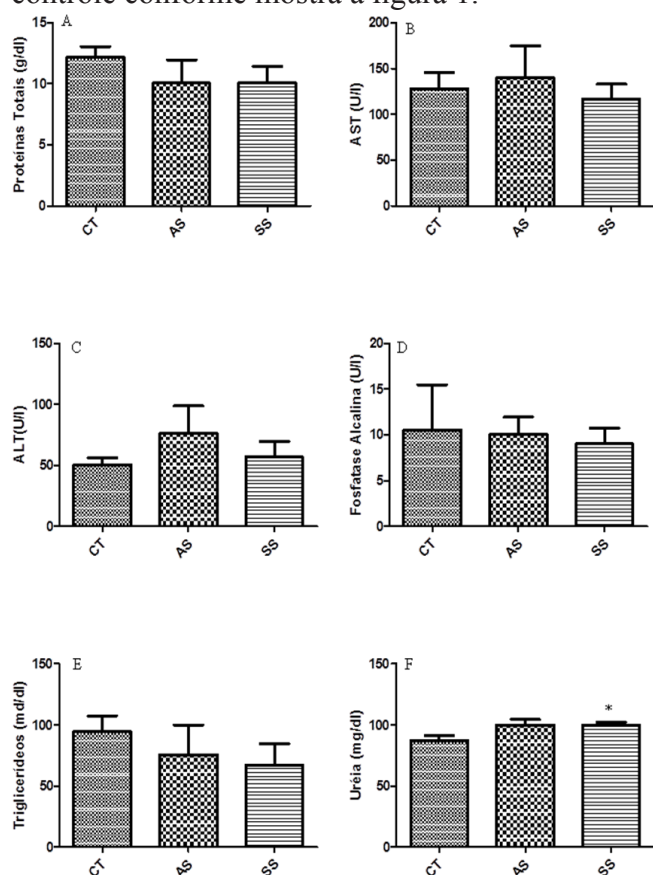 controle conforme mostra a figura 1.
A
Proteinas Totais (g/dl)
15
10
5
0
CT
AS
SS
B
AST (U/l)
200
150
100
50
0
CT
AS
SS
C
ALT(U/l)
150
100
50
0
CT
AS
SS
D
Fosfatase Alcalina (U/l)
20
15
10
5
0
CT
AS
SS
E
Triglicerideos (md/dl)
150
100
50
0
CT
AS
SS
F
Uréia (mg/dl)
150
100
50
0
*
CT
AS
SS